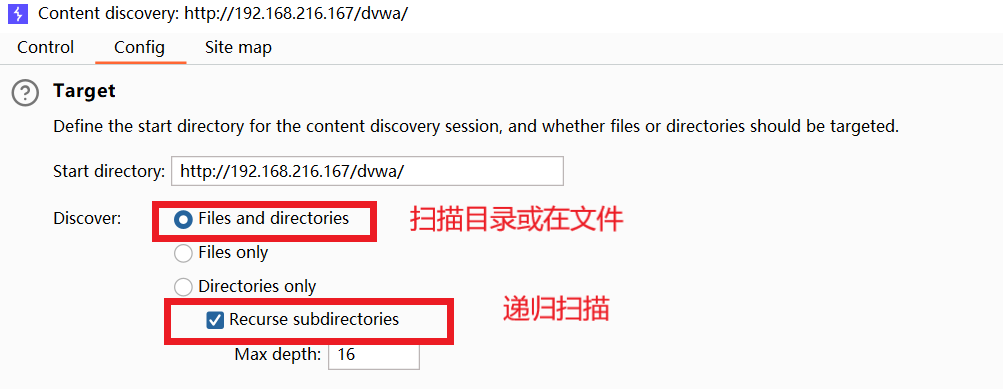 Content discovery: http://192.168.216.167/dvwa/
Control Config Site map
? Target
Define the start directory for the content discovery session, and whether files or directories should be targeted.
Start directory: http://192.168.216.167/dvwa/
Discover: Files and directories 扫描目录或在文件
Files only
Directories only
递归扫描
Recurse subdirectories
Max depth: 16